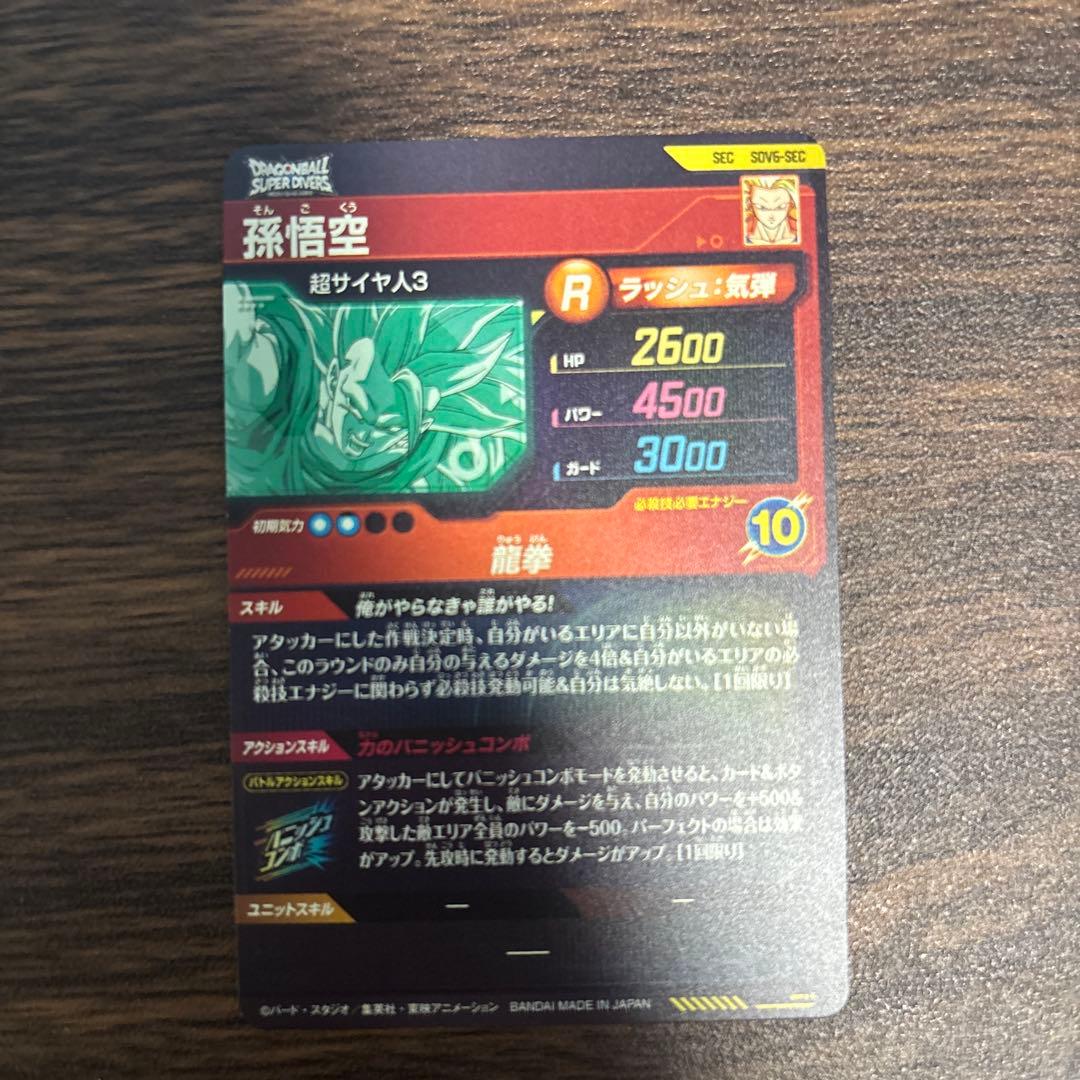 DRAGONBALL
SUPER DIVERS
SEC SDV6-SEC
そん ご くう
孫悟空
超サイヤ人3
R ラッシュ:気弾
HP 2600
パワー 4500
ガード 3000
必殺技必要エナジー
10
初期気力
りゅう けん
龍拳
スキル 俺がやらなきゃ誰がやる!
アタッカーにした作戦決定時、自分がいるエリアに自分以外がいない場
合、このラウンドのみ自分の与えるダメージを4倍&自分がいるエリアの必
殺技エナジーに関わらず必殺技発動可能&自分は気絶しない。[1回限り]
アクションスキル 力のバニッシュコンボ
バトルアクションスキル
バニッシュ
コンボ
アタッカーにしてバニッシュコンボモードを発動させると、カード&ボタ
ンアクションが発生し、敵にダメージを与え、自分のパワーを+500&
攻撃した敵エリア全員のパワーを-500。パーフェクトの場合は効果
がアップ。先攻時に発動するとダメージがアップ。[1回限り]
ユニットスキル — —
—
©バード・スタジオ/集英社・東映アニメーション BANDAI MADE IN JAPAN